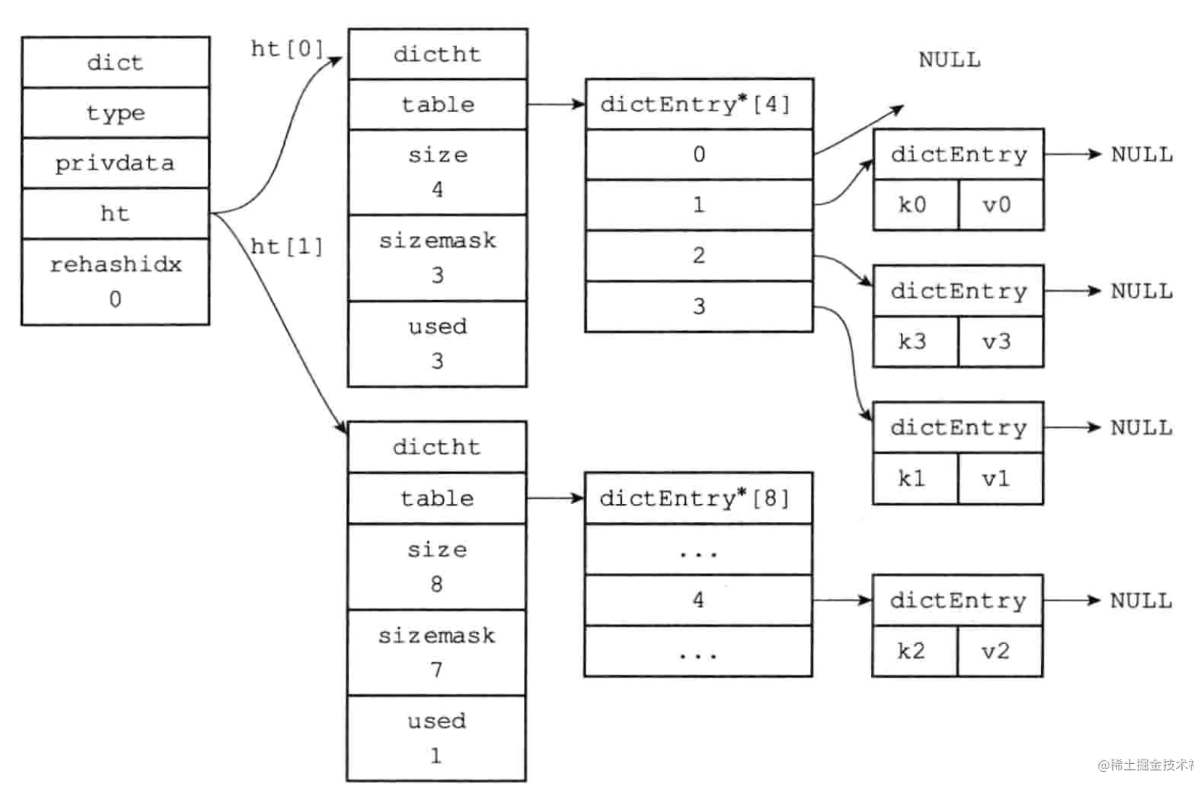 dict
type
privdata
ht
rehashidx
0
ht[0]
ht[1]
dictht
table
size
4
sizemask
3
used
3
dictEntry*[4]
0
1
2
3
NULL
dictEntry
NULL
k0 v0
dictEntry
NULL
k3 v3
dictEntry
NULL
k1 v1
dictht
table
size
8
sizemask
7
used
1
dictEntry*[8]
...
4
...
dictEntry
NULL
k2 v2
@稀土掘金技术社